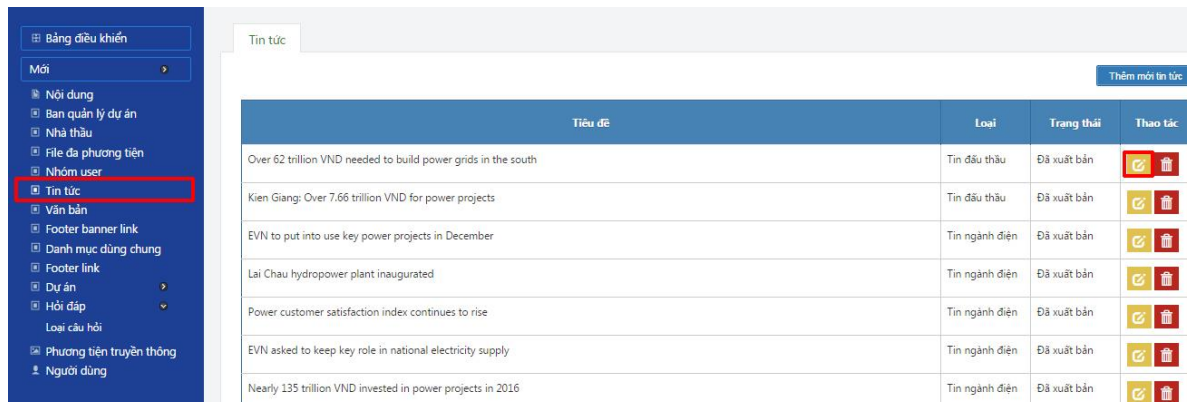 Bảng điều khiển
Mới
Nội dung
Ban quản lý dự án
Nhà thầu
File đa phương tiện
Nhóm user
Tin tức
Văn bản
Footer banner link
Danh mục dùng chung
Footer link
Dự án
Hỏi đáp
Loại câu hỏi
Phương tiện truyền thông
Người dùng
Tin tức
Thêm mới tin tức
Tiêu đề Loại Trạng thái Thao tác
Over 62 trillion VND needed to build power grids in the south Tin đấu thầu Đã xuất bản
Kien Giang: Over 7.66 trillion VND for power projects Tin đấu thầu Đã xuất bản
EVN to put into use key power projects in December Tin ngành điện Đã xuất bản
Lai Chau hydropower plant inaugurated Tin ngành điện Đã xuất bản
Power customer satisfaction index continues to rise Tin ngành điện Đã xuất bản
EVN asked to keep key role in national electricity supply Tin ngành điện Đã xuất bản
Nearly 135 trillion VND invested in power projects in 2016 Tin ngành điện Đã xuất bản